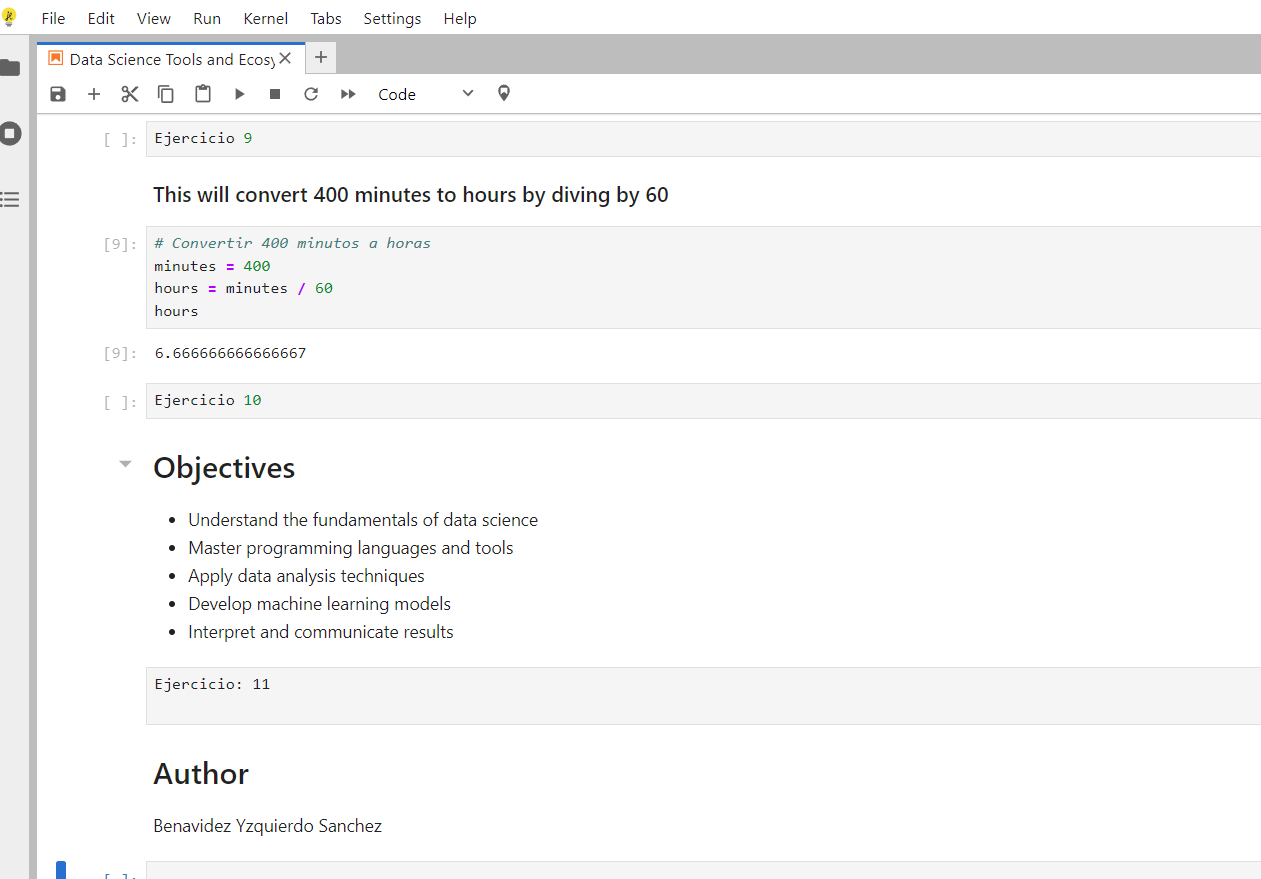 File Edit View Run Kernel Tabs Settings Help
Data Science Tools and Ecosy
Code
[ ]: Ejercicio 9
This will convert 400 minutes to hours by diving by 60
[9]: # Convertir 400 minutos a horas
minutes = 400
hours = minutes / 60
hours
[9]: 6.666666666666667
[ ]: Ejercicio 10
Objectives
• Understand the fundamentals of data science
• Master programming languages and tools
• Apply data analysis techniques
• Develop machine learning models
• Interpret and communicate results
Ejercicio: 11
Author
Benavidez Yzquierdo Sanchez
[ ]: